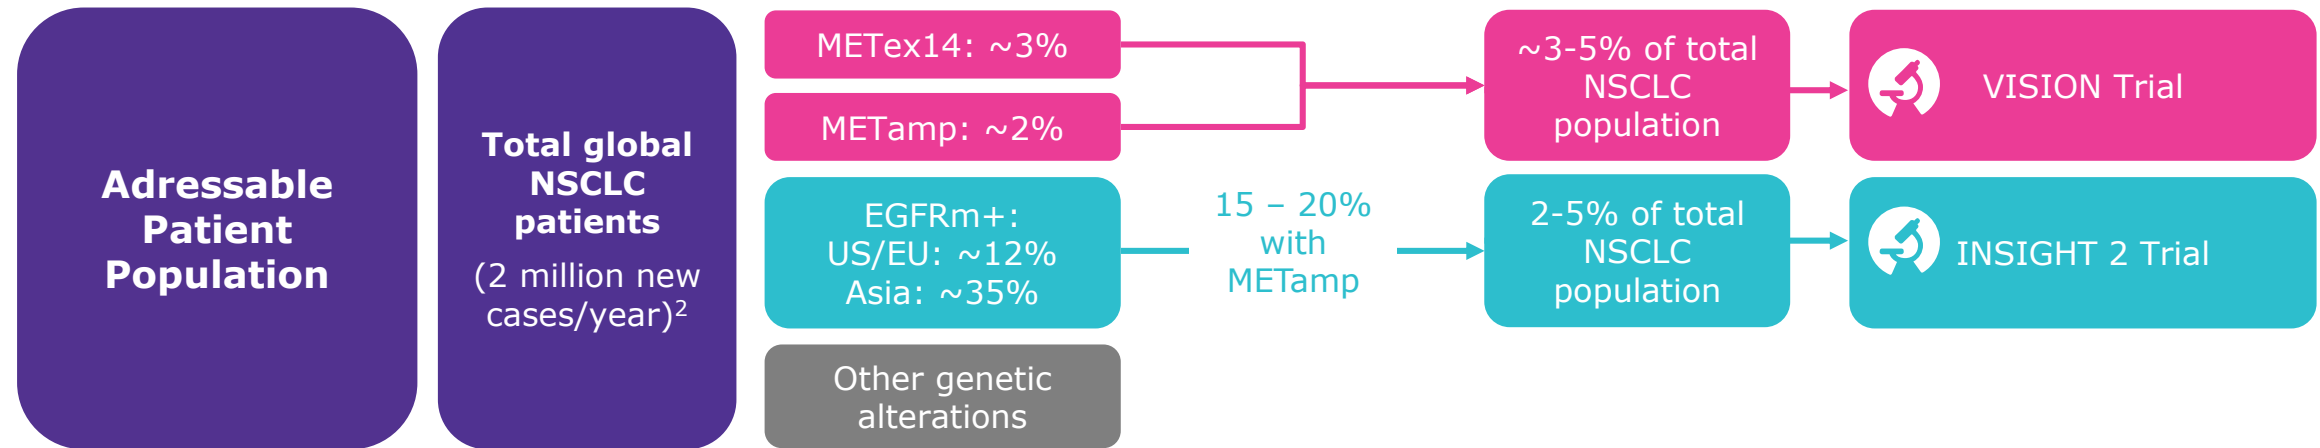 Adressable
Patient
Population
Total global
NSCLC
patients
(2 million new
cases/year)2
METex14: ~3%
METamp: ~2%
~3-5% of total
NSCLC
population
VISION Trial
EGFRm+:
US/EU: ~12%
Asia: ~35%
15 – 20%
with
METamp
2-5% of total
NSCLC
population
INSIGHT 2 Trial
Other genetic
alterations